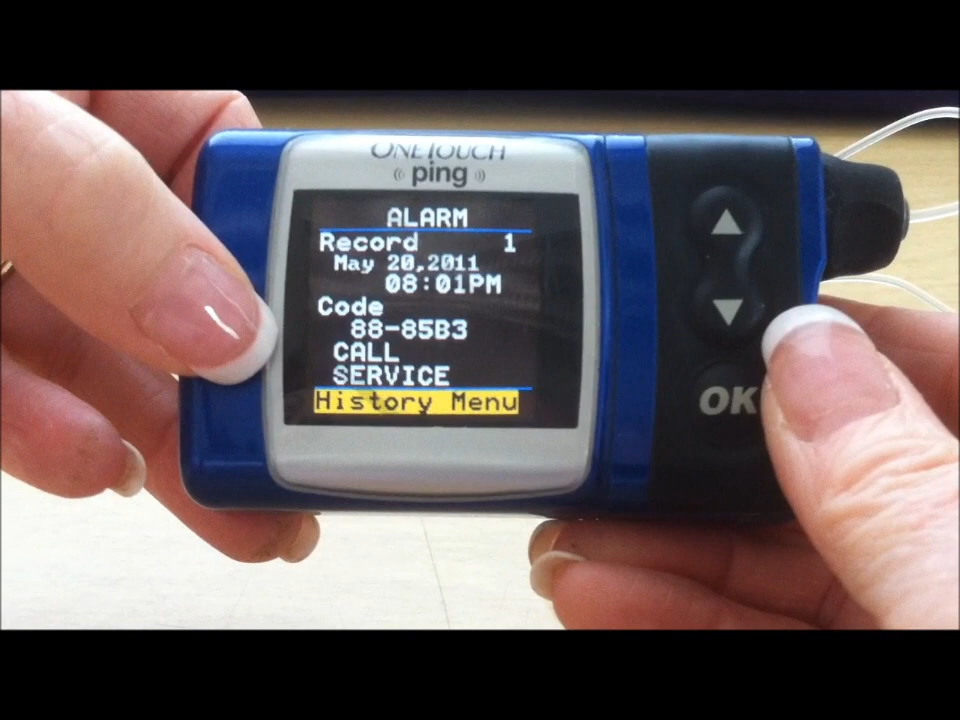 ONETOUCH
ping
ALARM
Record 1
May 20,2011
08:01PM
Code
88-85B3
CALL
SERVICE
History Menu
OK